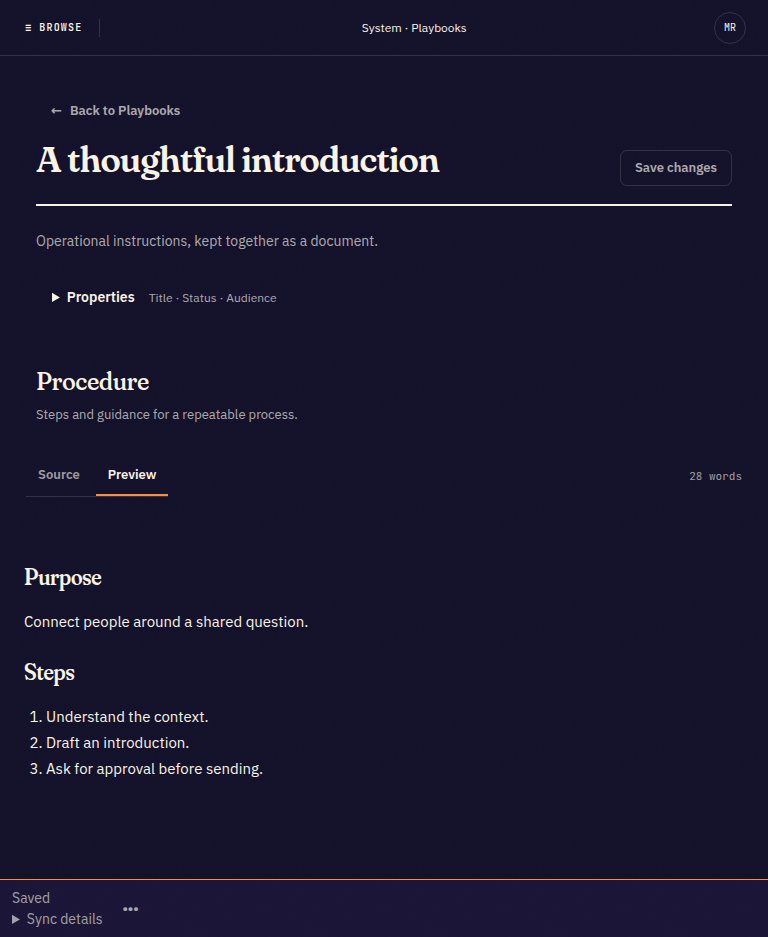 ≡ BROWSE
System · Playbooks
MR
← Back to Playbooks
A thoughtful introduction
Save changes
Operational instructions, kept together as a document.
▶ Properties Title · Status · Audience
Procedure
Steps and guidance for a repeatable process.
Source Preview 28 words
Purpose
Connect people around a shared question.
Steps
1. Understand the context.
2. Draft an introduction.
3. Ask for approval before sending.
Saved
▶ Sync details •••